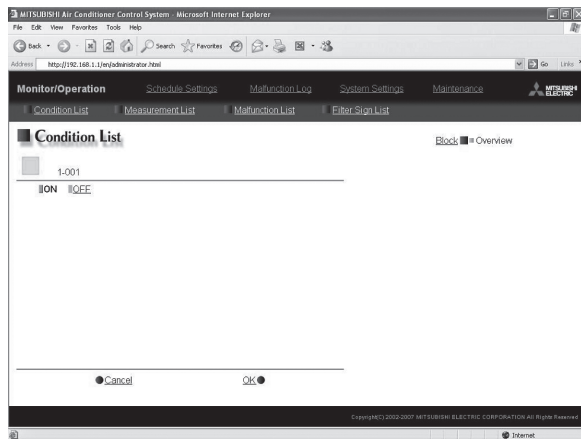 MITSUBISHI Air Conditioner Control System - Microsoft Internet Explorer
File Edit View Favorites Tools Help
Back Search Favorites
Address http://192.168.1.1/en/administrator.html Go Links
Monitor/Operation Schedule Settings Malfunction Log System Settings Maintenance MITSUBISHI ELECTRIC
Condition List Measurement List Malfunction List Filter Sign List
Condition List
Block Overview
1-001
ON OFF
Cancel OK
Copyright(C) 2002-2007 MITSUBISHI ELECTRIC CORPORATION All Rights Reserved
Internet